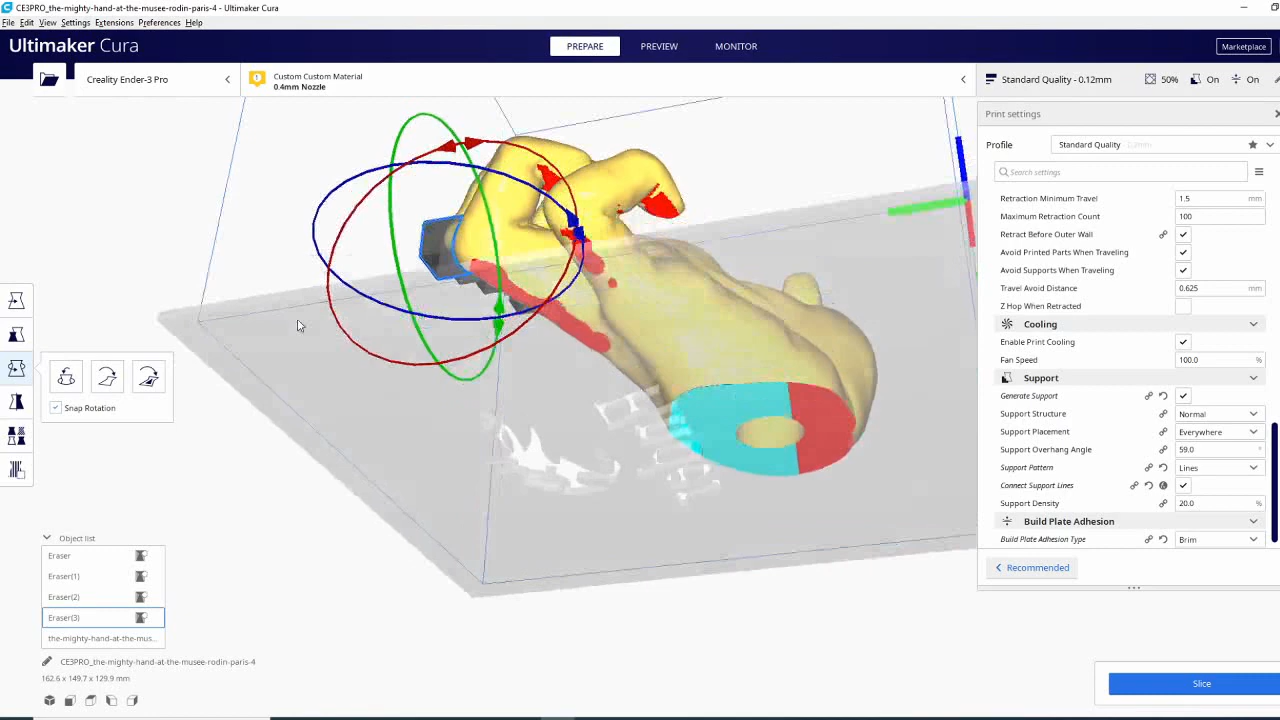 CE3PRO_the-mighty-hand-at-the-musee-rodin-paris-4 - Ultimaker Cura
File Edit View Settings Extensions Preferences Help
Ultimaker Cura
PREPARE
PREVIEW
MONITOR
Marketplace
Creality Ender-3 Pro
Custom Custom Material
0.4mm Nozzle
Standard Quality - 0.12mm
50%
On
On
Print settings
Profile
Standard Quality
Search settings
Retraction Minimum Travel 1.5 mm
Maximum Retraction Count 100
Retract Before Outer Wall
Avoid Printed Parts When Traveling
Avoid Supports When Traveling
Travel Avoid Distance 0.625 mm
Z Hop When Retracted
Cooling
Enable Print Cooling
Fan Speed 100.0 %
Support
Generate Support
Support Structure Normal
Support Placement Everywhere
Support Overhang Angle 59.0 °
Support Pattern Lines
Connect Support Lines
Support Density 20.0 %
Build Plate Adhesion
Build Plate Adhesion Type Brim
Recommended
Snap Rotation
Object list
Eraser
Eraser(1)
Eraser(2)
Eraser(3)
the-mighty-hand-at-the-mus...
CE3PRO_the-mighty-hand-at-the-musee-rodin-paris-4
162.6 x 149.7 x 129.9 mm
Slice